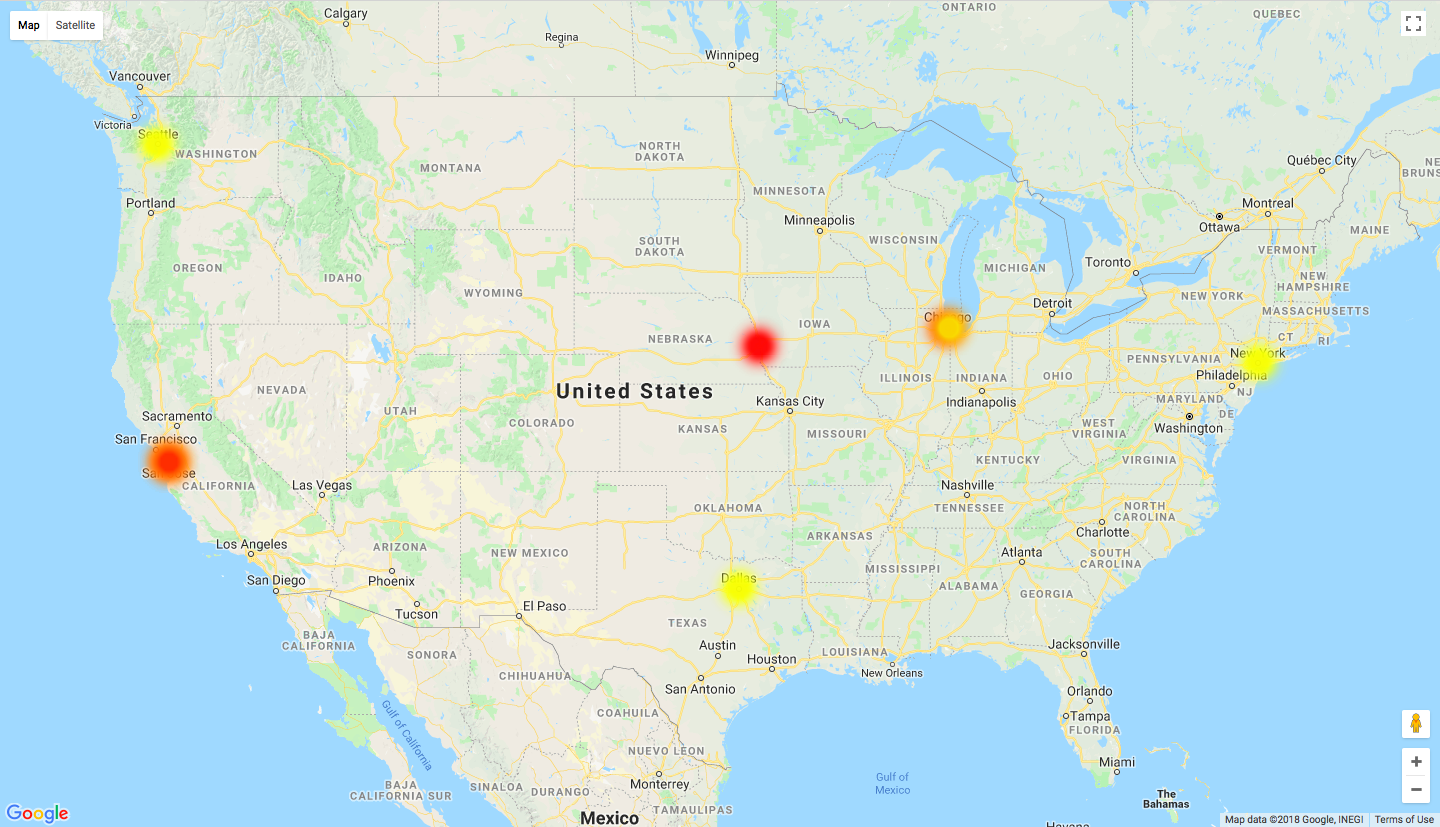 Map Satellite
Calgary
Regina
Winnipeg
ONTARIO
QUEBEC
Vancouver
Victoria
Seattle
WASHINGTON
MONTANA
NORTH
DAKOTA
MINNESOTA
Québec City
NE
BRUNS
Portland
Minneapolis
Montreal
Ottawa
MAINE
OREGON
IDAHO
SOUTH
DAKOTA
WISCONSIN
MICHIGAN
Toronto
VERMONT
NEW
HAMPSHIRE
WYOMING
Detroit
NEW YORK
MASSACHUSETTS
Chicago
IOWA
NEBRASKA
CT
RI
New York
PENNSYLVANIA
Philadelphia
NJ
ILLINOIS
INDIANA
OHIO
United States
NEVADA
UTAH
Kansas City
Indianapolis
MARYLAND
DE
Washington
Sacramento
San Francisco
San Jose
CALIFORNIA
COLORADO
KANSAS
MISSOURI
WEST
VIRGINIA
KENTUCKY
VIRGINIA
Las Vegas
Nashville
TENNESSEE
OKLAHOMA
NORTH
CAROLINA
Charlotte
Los Angeles
ARIZONA
NEW MEXICO
ARKANSAS
Atlanta
SOUTH
CAROLINA
San Diego
Phoenix
Dallas
MISSISSIPPI
ALABAMA
GEORGIA
Tucson
El Paso
TEXAS
BAJA
CALIFORNIA
SONORA
CHIHUAHUA
Austin
Houston
LOUISIANA
New Orleans
Jacksonville
San Antonio
Orlando
Tampa
FLORIDA
Gulf of California
COAHUILA
NUEVO LEON
Miami
Monterrey
Gulf of
Mexico
BAJA
CALIFORNIA SUR
SINALOA
DURANGO
TAMAULIPAS
The
Bahamas
Mexico
Havana
Google
Map data ©2018 Google, INEGI Terms of Use